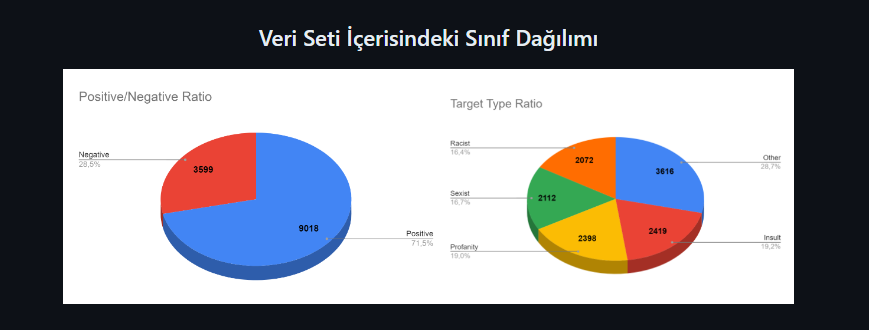 Veri Seti İçerisindeki Sınıf Dağılımı
Positive/Negative Ratio
Negative
28,5%
3599
9018
Positive
71,5%
Target Type Ratio
Racist
16,4%
2072
Other
28,7%
3616
Sexist
16,7%
2112
Profanity
19,0%
2398
2419
Insult
19,2%